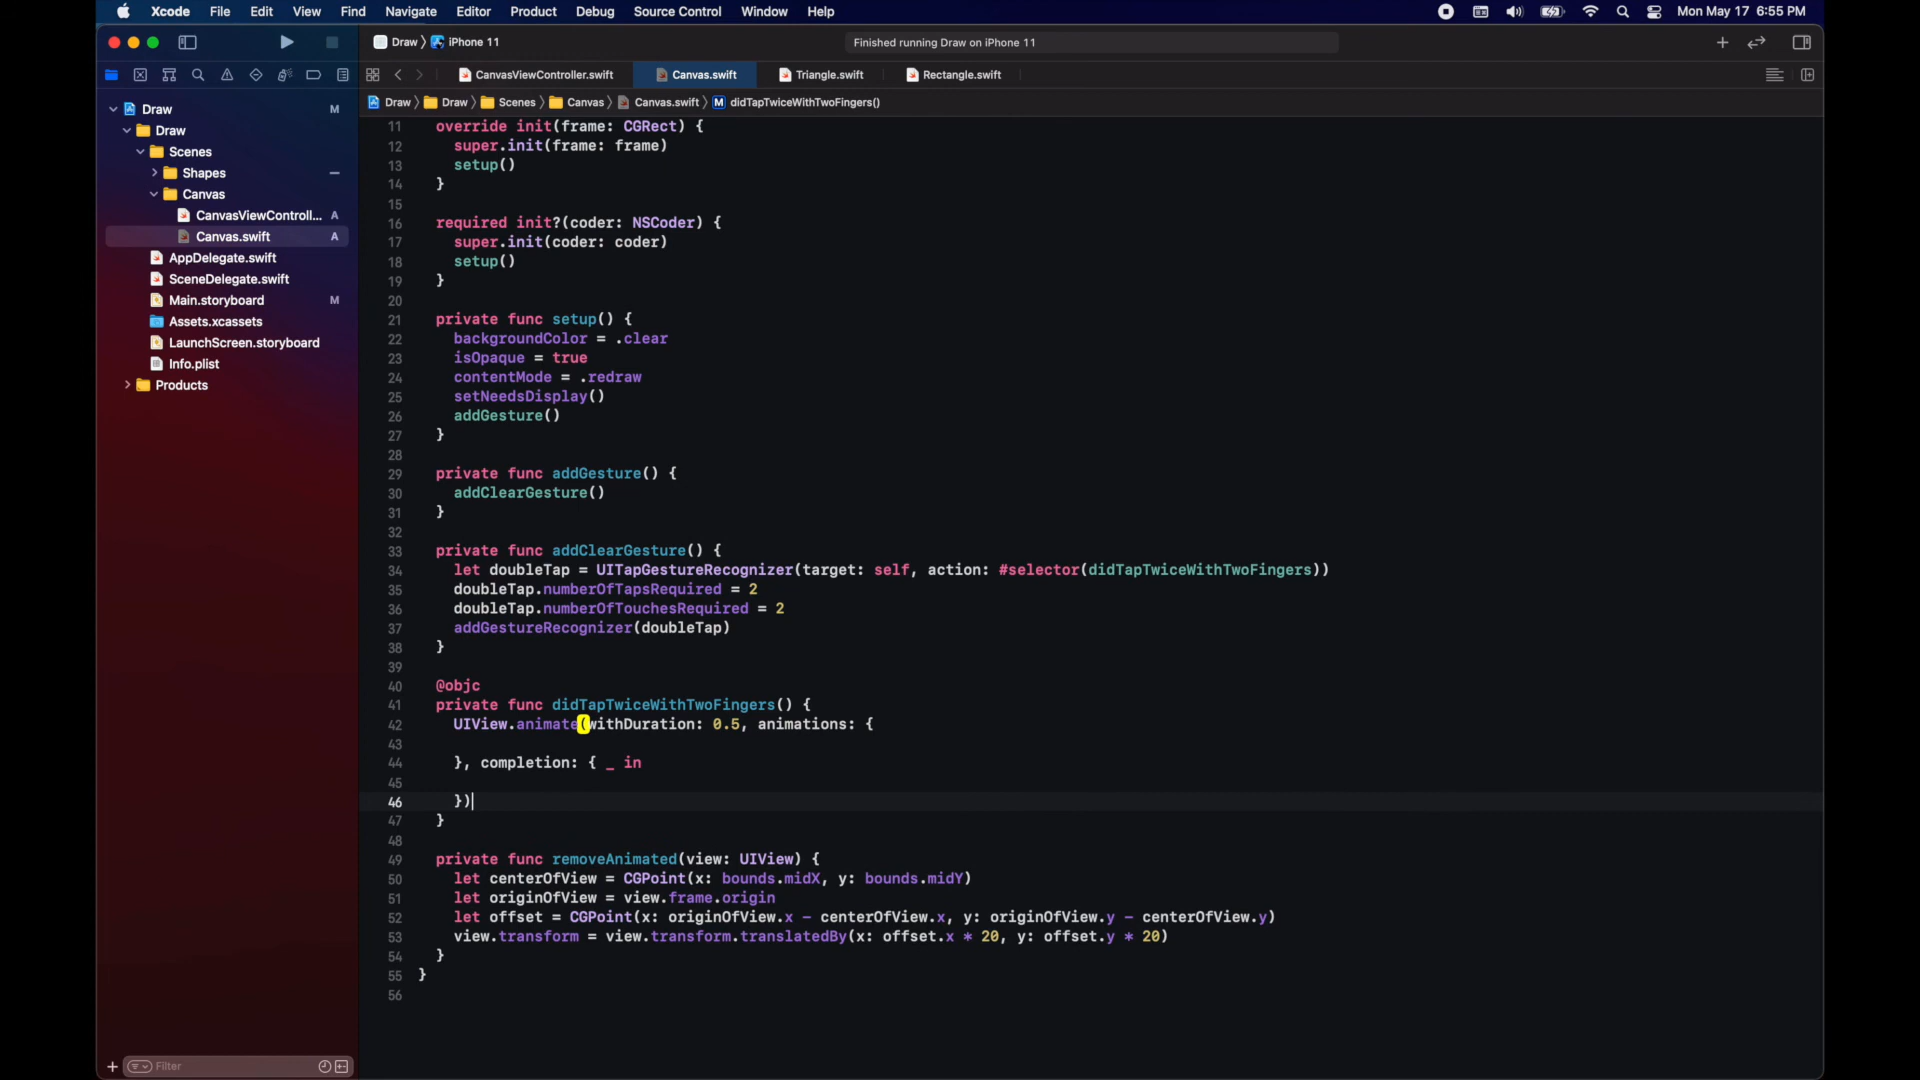 Xcode File Edit View Find Navigate Editor Product Debug Source Control Window Help Mon May 17 6:55 PM
Draw iPhone 11 Finished running Draw on iPhone 11
CanvasViewController.swift Canvas.swift Triangle.swift Rectangle.swift
Draw Draw Scenes Canvas Canvas.swift M didTapTwiceWithTwoFingers()
Draw M
Draw
Scenes
Shapes
Canvas
CanvasViewControll... A
Canvas.swift A
AppDelegate.swift
SceneDelegate.swift
Main.storyboard M
Assets.xcassets
LaunchScreen.storyboard
Info.plist
Products
Filter
11 override init(frame: CGRect) {
12 super.init(frame: frame)
13 setup()
14 }
15
16 required init?(coder: NSCoder) {
17 super.init(coder: coder)
18 setup()
19 }
20
21 private func setup() {
22 backgroundColor = .clear
23 isOpaque = true
24 contentMode = .redraw
25 setNeedsDisplay()
26 addGesture()
27 }
28
29 private func addGesture() {
30 addClearGesture()
31 }
32
33 private func addClearGesture() {
34 let doubleTap = UITapGestureRecognizer(target: self, action: #selector(didTapTwiceWithTwoFingers))
35 doubleTap.numberOfTapsRequired = 2
36 doubleTap.numberOfTouchesRequired = 2
37 addGestureRecognizer(doubleTap)
38 }
39
40 @objc
41 private func didTapTwiceWithTwoFingers() {
42 UIView.animate(withDuration: 0.5, animations: {
43
44 }, completion: { _ in
45
46 })
47 }
48
49 private func removeAnimated(view: UIView) {
50 let centerOfView = CGPoint(x: bounds.midX, y: bounds.midY)
51 let originOfView = view.frame.origin
52 let offset = CGPoint(x: originOfView.x - centerOfView.x, y: originOfView.y - centerOfView.y)
53 view.transform = view.transform.translatedBy(x: offset.x * 20, y: offset.y * 20)
54 }
55 }
56